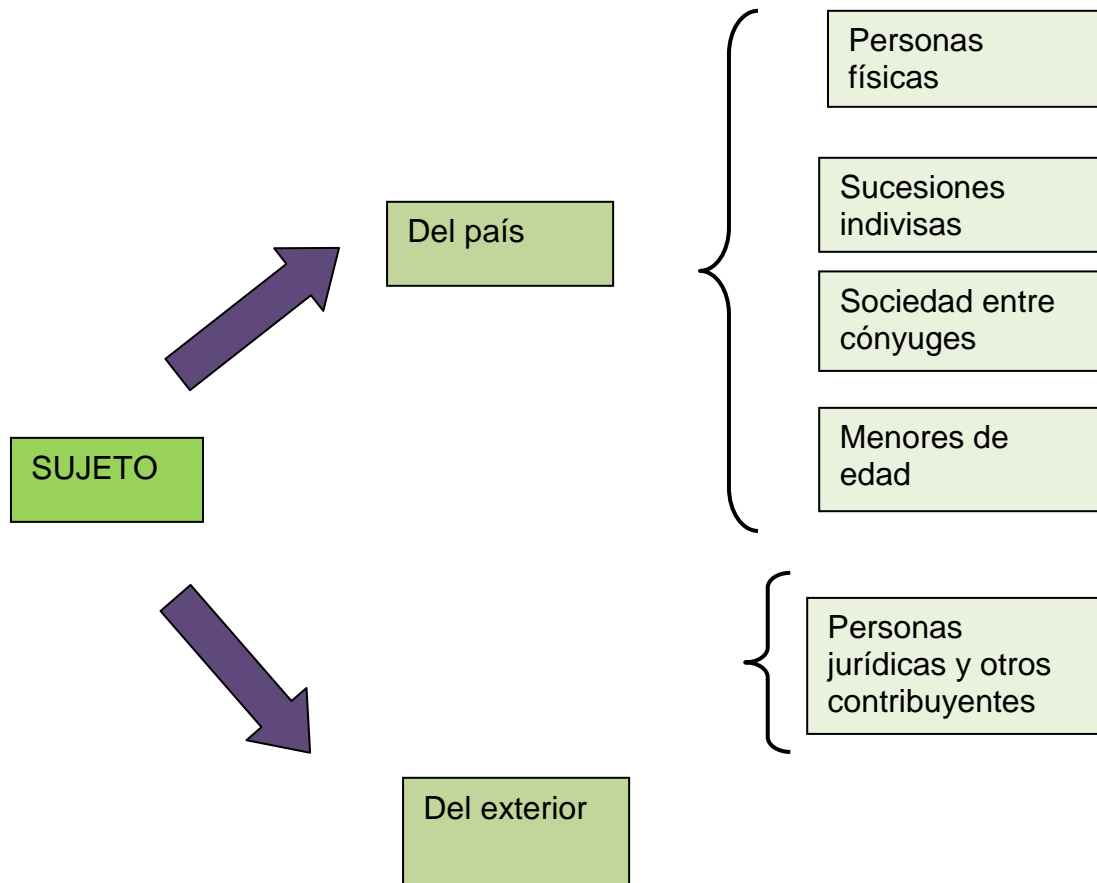 SUJETO
Del país
Personas
físicas
Sucesiones
indivisas
Sociedad entre
cónyuges
Menores de
edad
Personas
jurídicas y otros
contribuyentes
Del exterior